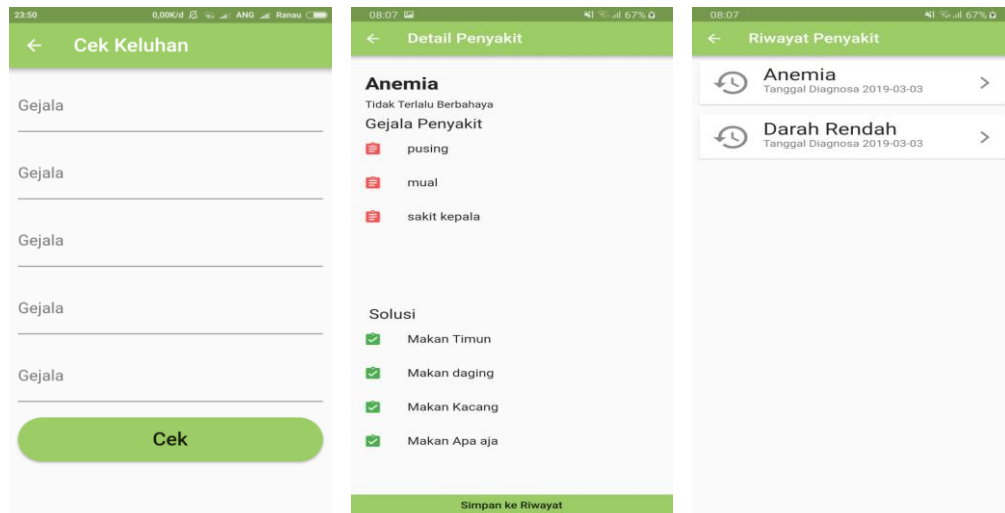 23:50 0,00K/d ANG Ranau
Cek Keluhan
Gejala
Gejala
Gejala
Gejala
Gejala
Cek
08:07 67%
Detail Penyakit
Anemia
Tidak Terlalu Berbahaya
Gejala Penyakit
pusing
mual
sakit kepala
Solusi
Makan Timun
Makan daging
Makan Kacang
Makan Apa aja
Simpan ke Riwayat
08:07 67%
Riwayat Penyakit
Anemia
Tanggal Diagnosa 2019-03-03
Darah Rendah
Tanggal Diagnosa 2019-03-03